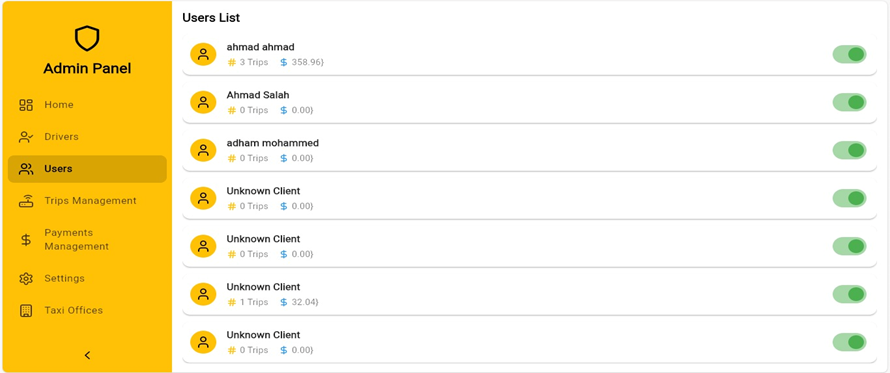 Admin Panel
Home
Drivers
Users
Trips Management
Payments
Management
Settings
Taxi Offices
Users List
ahmad ahmad
# 3 Trips $ 358.96}
Ahmad Salah
# 0 Trips $ 0.00}
adham mohammed
# 0 Trips $ 0.00}
Unknown Client
# 0 Trips $ 0.00}
Unknown Client
# 0 Trips $ 0.00}
Unknown Client
# 1 Trips $ 32.04}
Unknown Client
# 0 Trips $ 0.00}